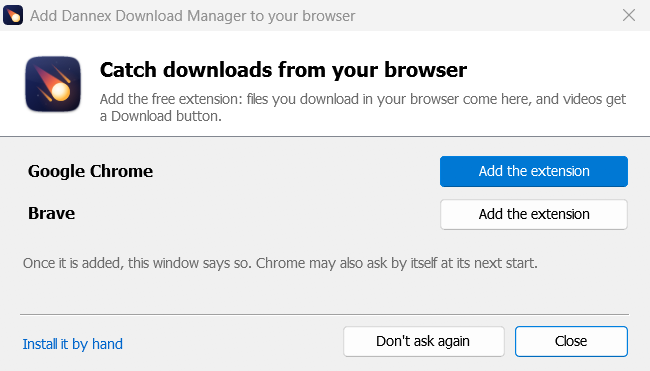 Add Dannex Download Manager to your browser
Catch downloads from your browser
Add the free extension: files you download in your browser come here, and videos get
a Download button.
Google Chrome
Add the extension
Brave
Add the extension
Once it is added, this window says so. Chrome may also ask by itself at its next start.
Install it by hand
Don't ask again
Close